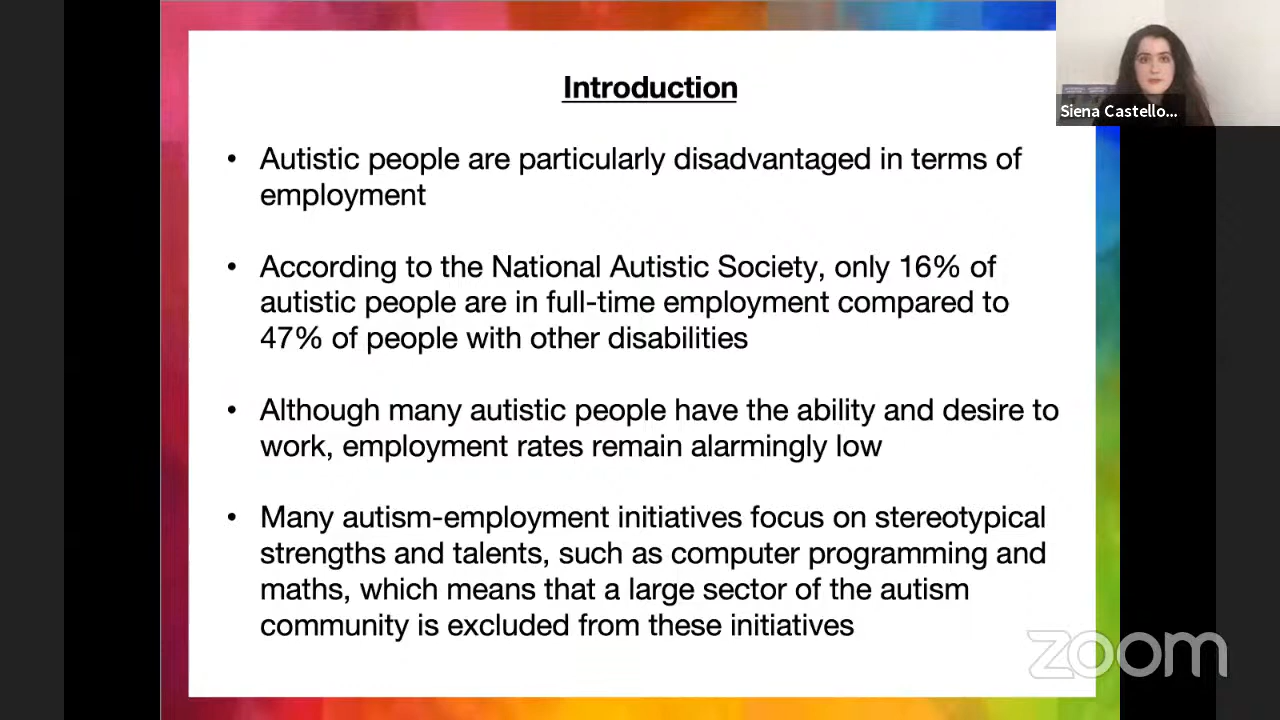 Introduction
• Autistic people are particularly disadvantaged in terms of
employment
• According to the National Autistic Society, only 16% of
autistic people are in full-time employment compared to
47% of people with other disabilities
• Although many autistic people have the ability and desire to
work, employment rates remain alarmingly low
• Many autism-employment initiatives focus on stereotypical
strengths and talents, such as computer programming and
maths, which means that a large sector of the autism
community is excluded from these initiatives
Siena Castello...
zoom